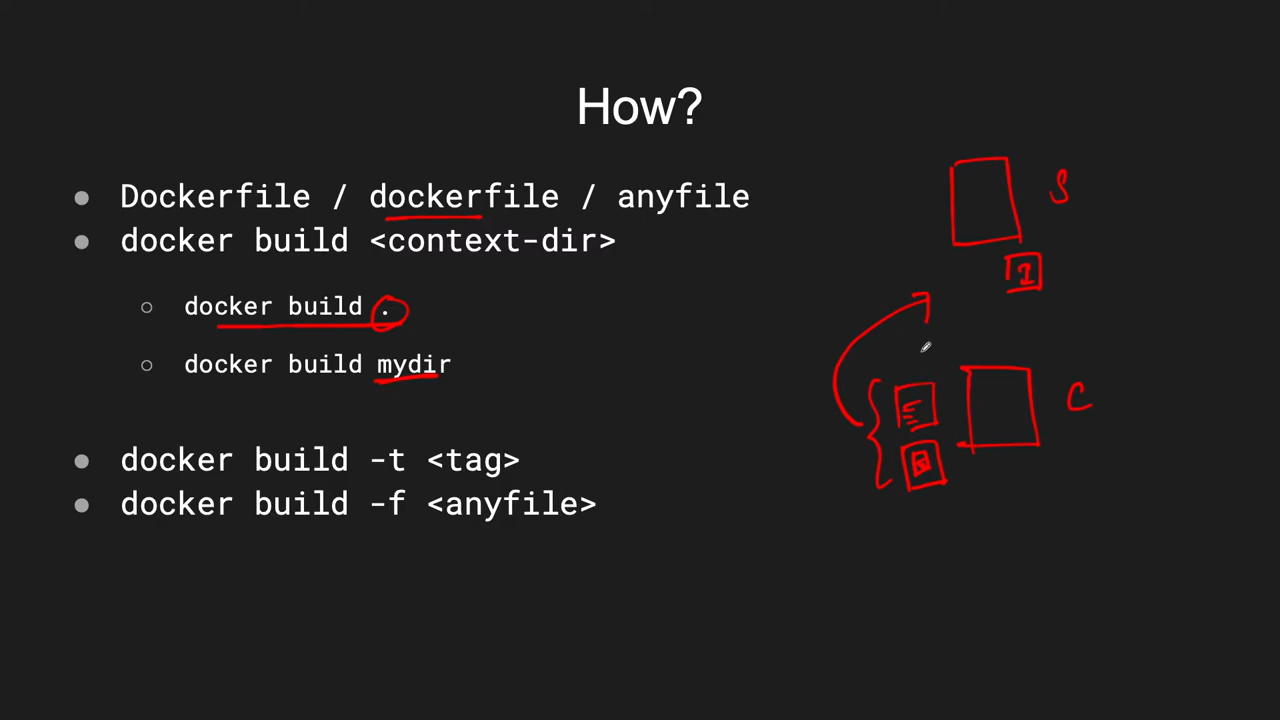 How?
Dockerfile / dockerfile / anyfile
docker build <context-dir>
docker build .
docker build mydir
docker build -t <tag>
docker build -f <anyfile>
S
I
C